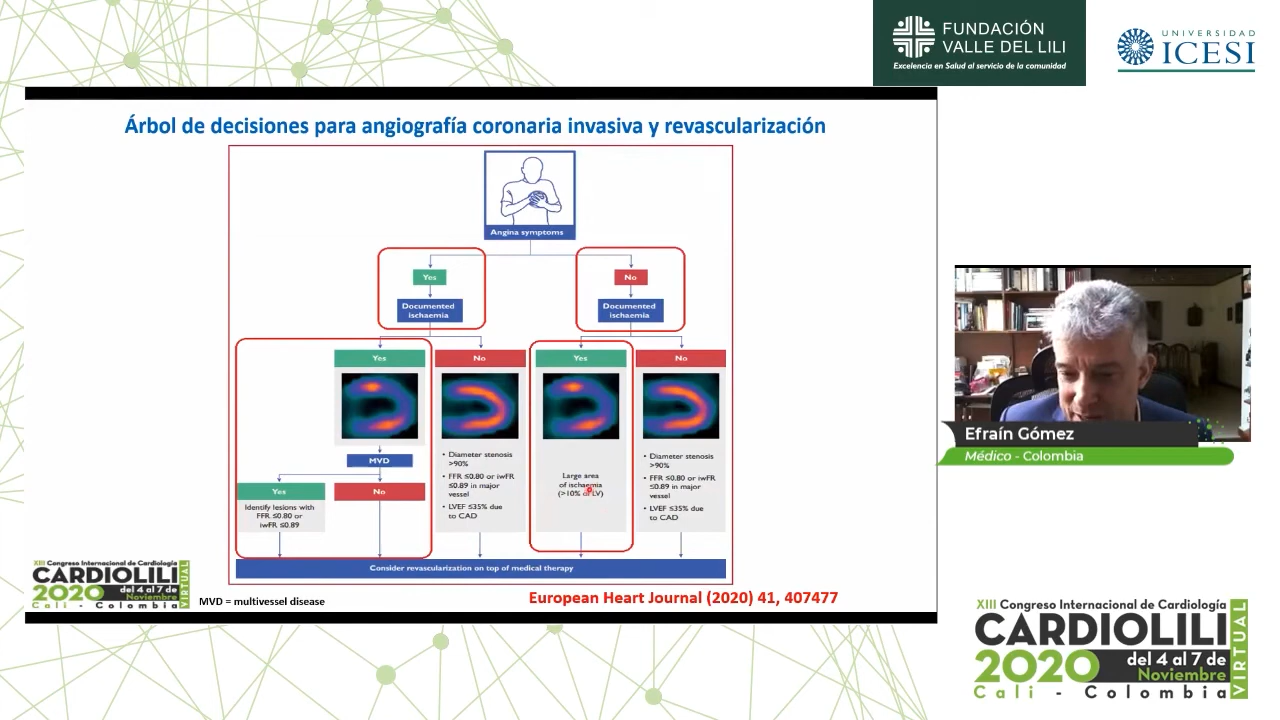 FUNDACIÓN
VALLE DEL LILI
Excelencia en Salud al servicio de la comunidad
UNIVERSIDAD
ICESI
Árbol de decisiones para angiografía coronaria invasiva y revascularización
Angina symptoms
Yes
No
Documented
ischaemia
Documented
ischaemia
Yes
No
Yes
No
MVD
Yes
No
Identify lesions with
FFR ≤0.80 or
iwFR ≤0.89
• Diameter stenosis
>90%
• FFR ≤0.80 or iwFR
≤0.89 in major
vessel
• LVEF ≤35% due
to CAD
Large area
of ischaemia
(>10% of LV)
• Diameter stenosis
>90%
• FFR ≤0.80 or iwFR
≤0.89 in major
vessel
• LVEF ≤35% due
to CAD
Consider revascularization on top of medical therapy
XIII Congreso Internacional de Cardiología
CARDIOLILI
2020 del 4 al 7 de
Noviembre
Cali - Colombia
VIRTUAL
MVD = multivessel disease
European Heart Journal (2020) 41, 407477
Efraín Gómez
Médico - Colombia
XIII Congreso Internacional de Cardiología
CARDIOLILI
2020 del 4 al 7 de
Noviembre
Cali - Colombia
VIRTUAL